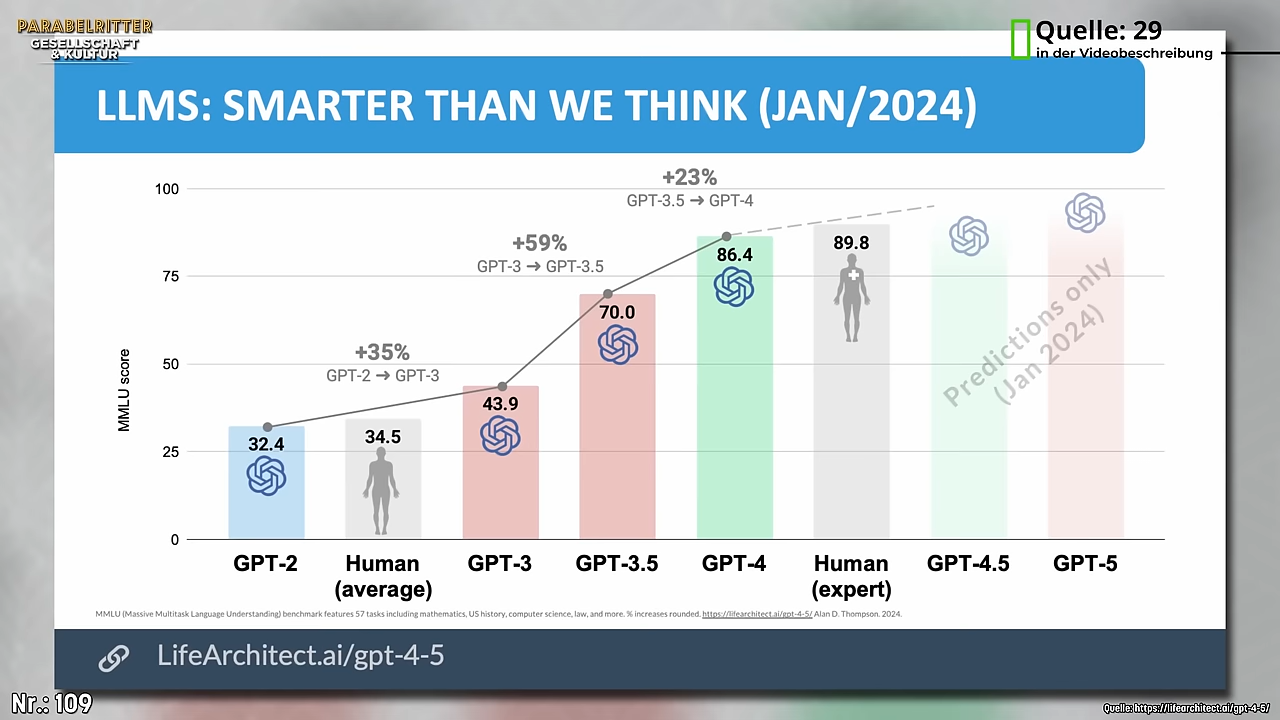 PARABELRITTER
GESELLSCHAFT
& KULTUR
Quelle: 29
in der Videobeschreibung
LLMS: SMARTER THAN WE THINK (JAN/2024)
+23%
GPT-3.5 → GPT-4
+59%
GPT-3 → GPT-3.5
+35%
GPT-2 → GPT-3
MMLU score
100
75
50
25
0
32.4
34.5
43.9
70.0
86.4
89.8
Predictions only
(Jan 2024)
GPT-2
Human
(average)
GPT-3
GPT-3.5
GPT-4
Human
(expert)
GPT-4.5
GPT-5
MMLU (Massive Multitask Language Understanding) benchmark features 57 tasks including mathematics, US history, computer science, law, and more. % increases rounded. https://lifearchitect.ai/gpt-4-5/ Alan D. Thompson. 2024.
LifeArchitect.ai/gpt-4-5
Nr.: 109
Quelle: https://lifearchitect.ai/gpt-4-5/